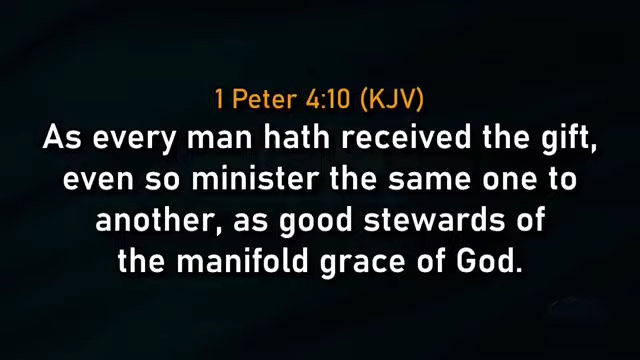 1 Peter 4:10 (KJV)
As every man hath received the gift,
even so minister the same one to
another, as good stewards of
the manifold grace of God.